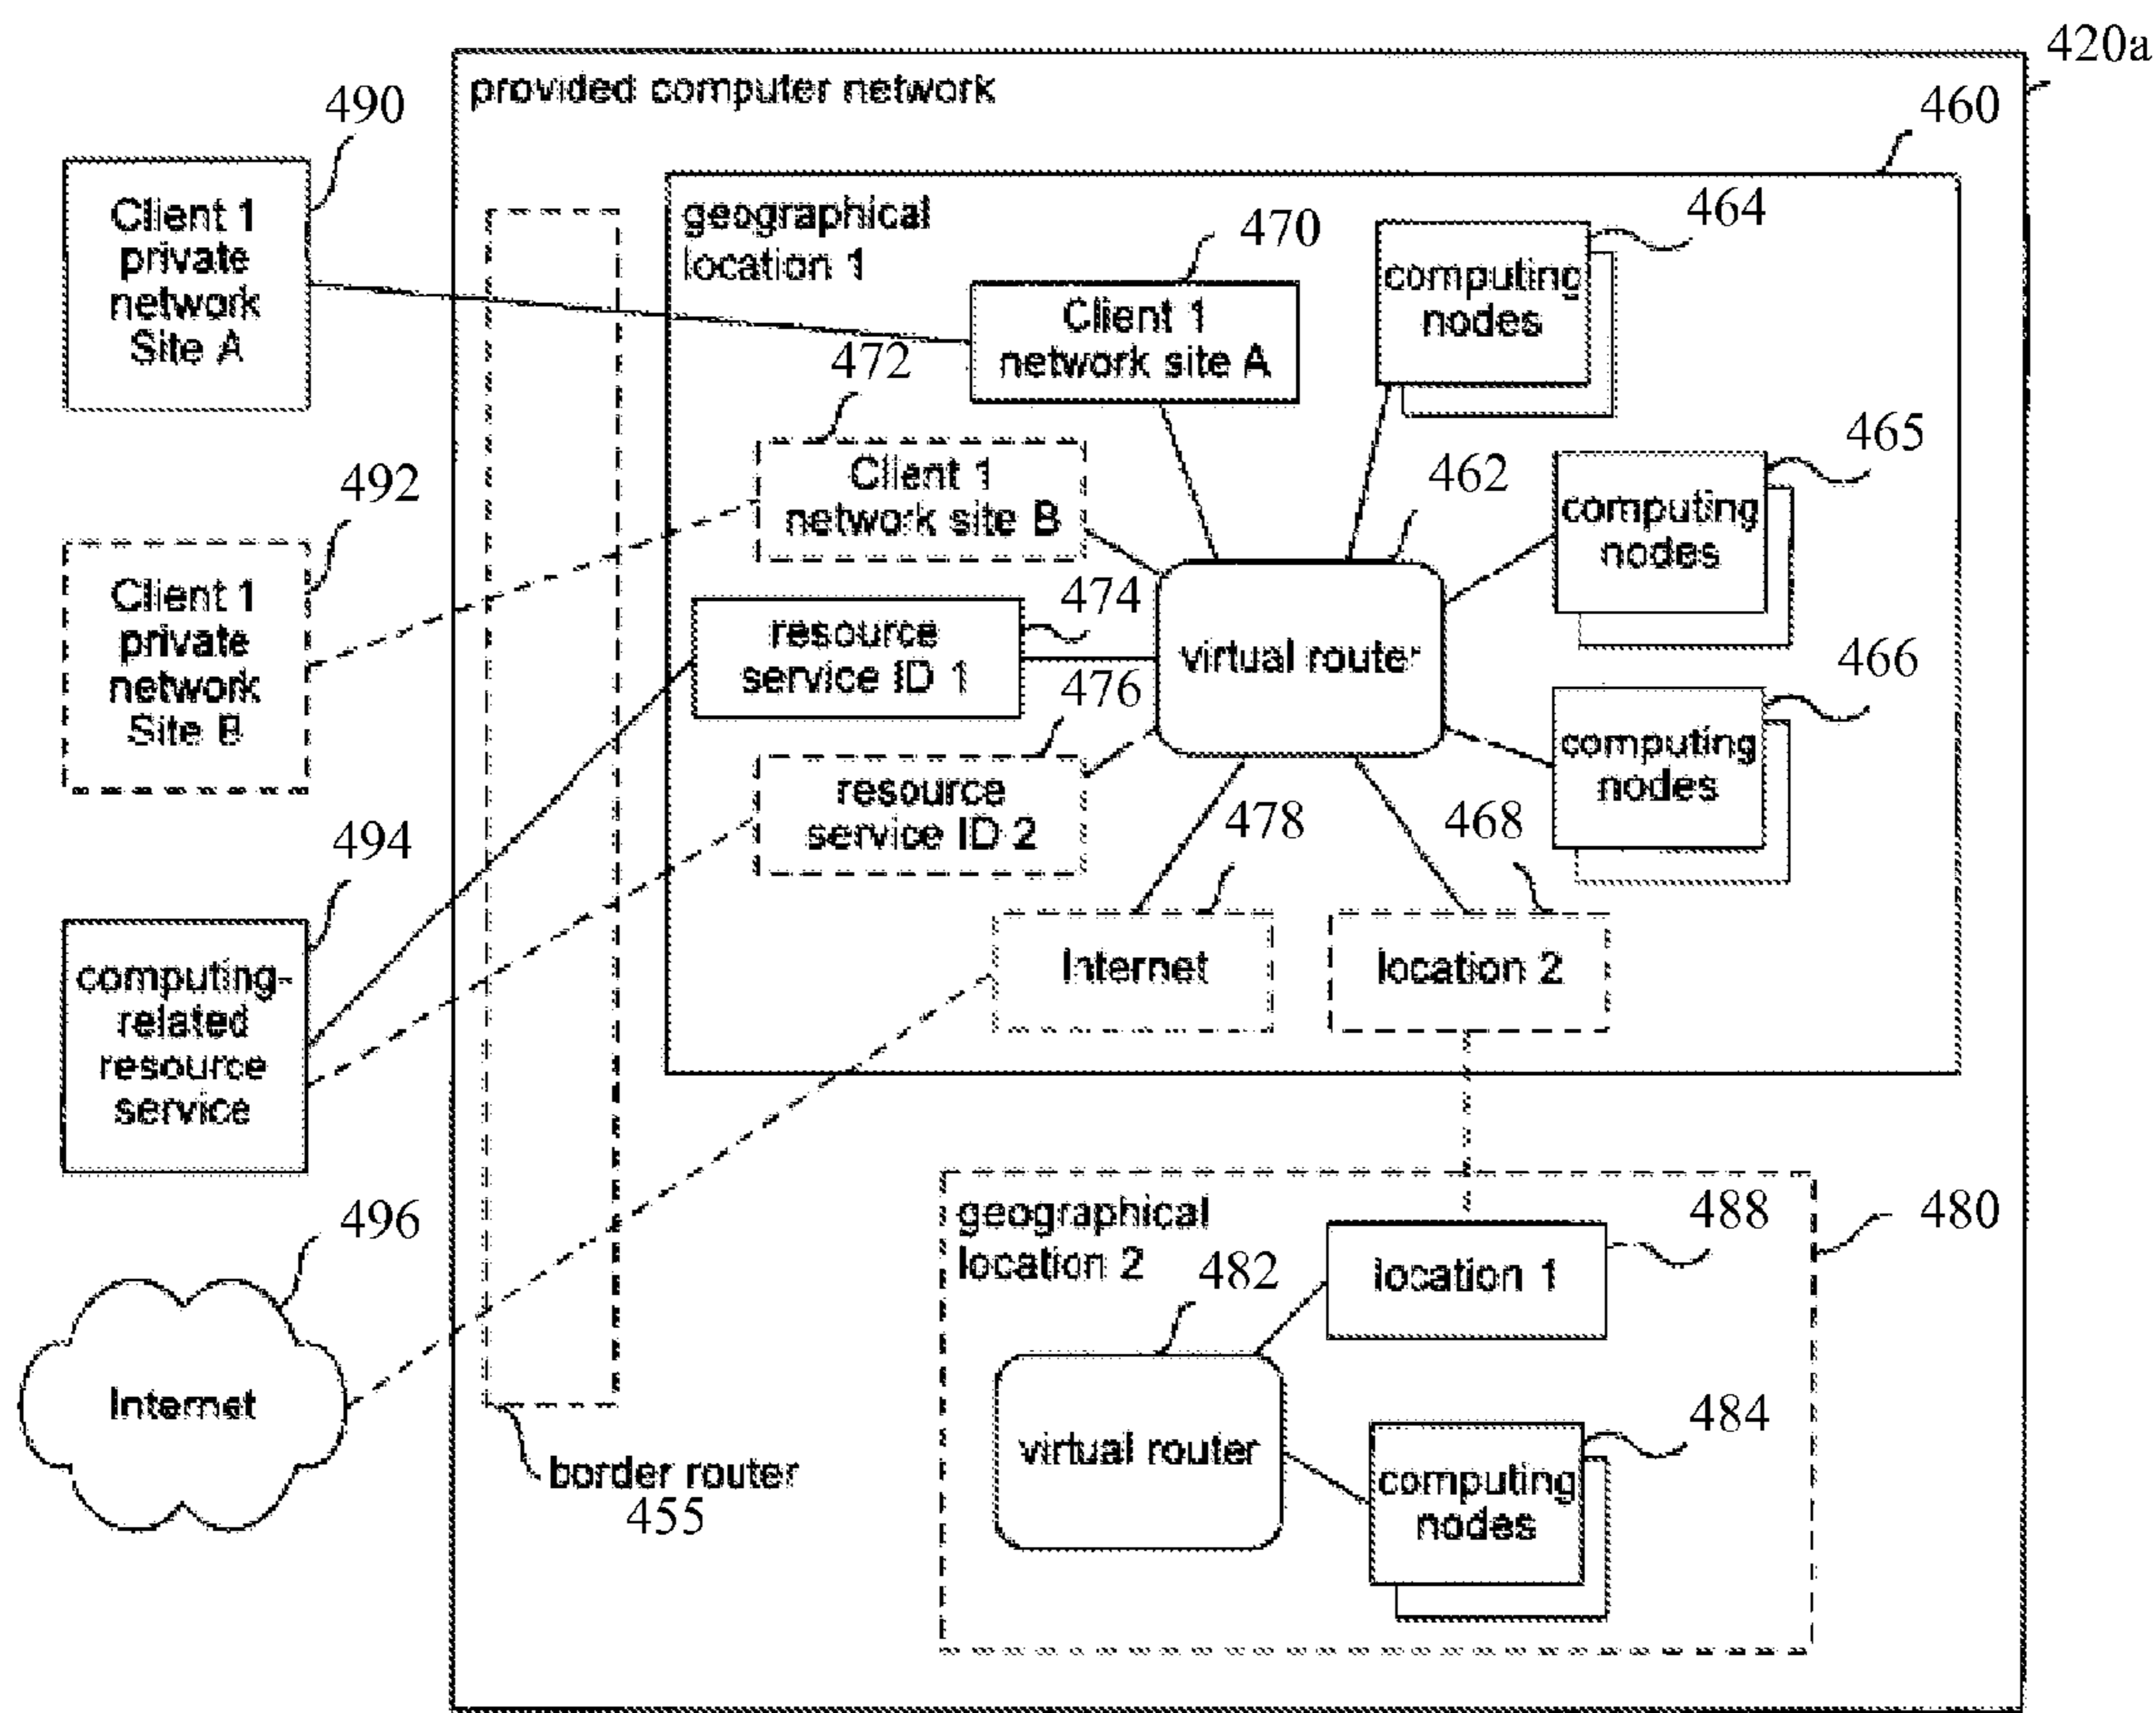 420a
provided computer network
490
460
Client 1
private
network
Site A
geographical
location 1
470
464
Client 1
network site A
computing
nodes
472
465
492
Client 1
network site B
462
computing
nodes
Client 1
private
network
Site B
474
resource
service ID 1
virtual router
466
476
computing
nodes
resource
service ID 2
478
468
494
computing-
related
resource
service
Internet
location 2
496
geographical
location 2
488
480
482
location 1
Internet
virtual router
484
computing
nodes
border router
455